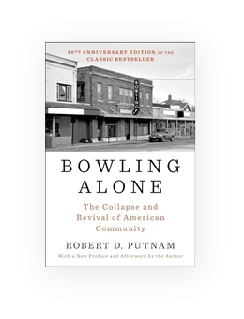 20TH ANNIVERSARY EDITION OF THE
CLASSIC BESTSELLER
BOWLING
BOWLING
ALONE
The Collapse and
Revival of American
Community
ROBERT D. PUTNAM
With a New Preface and Afterword by the Author